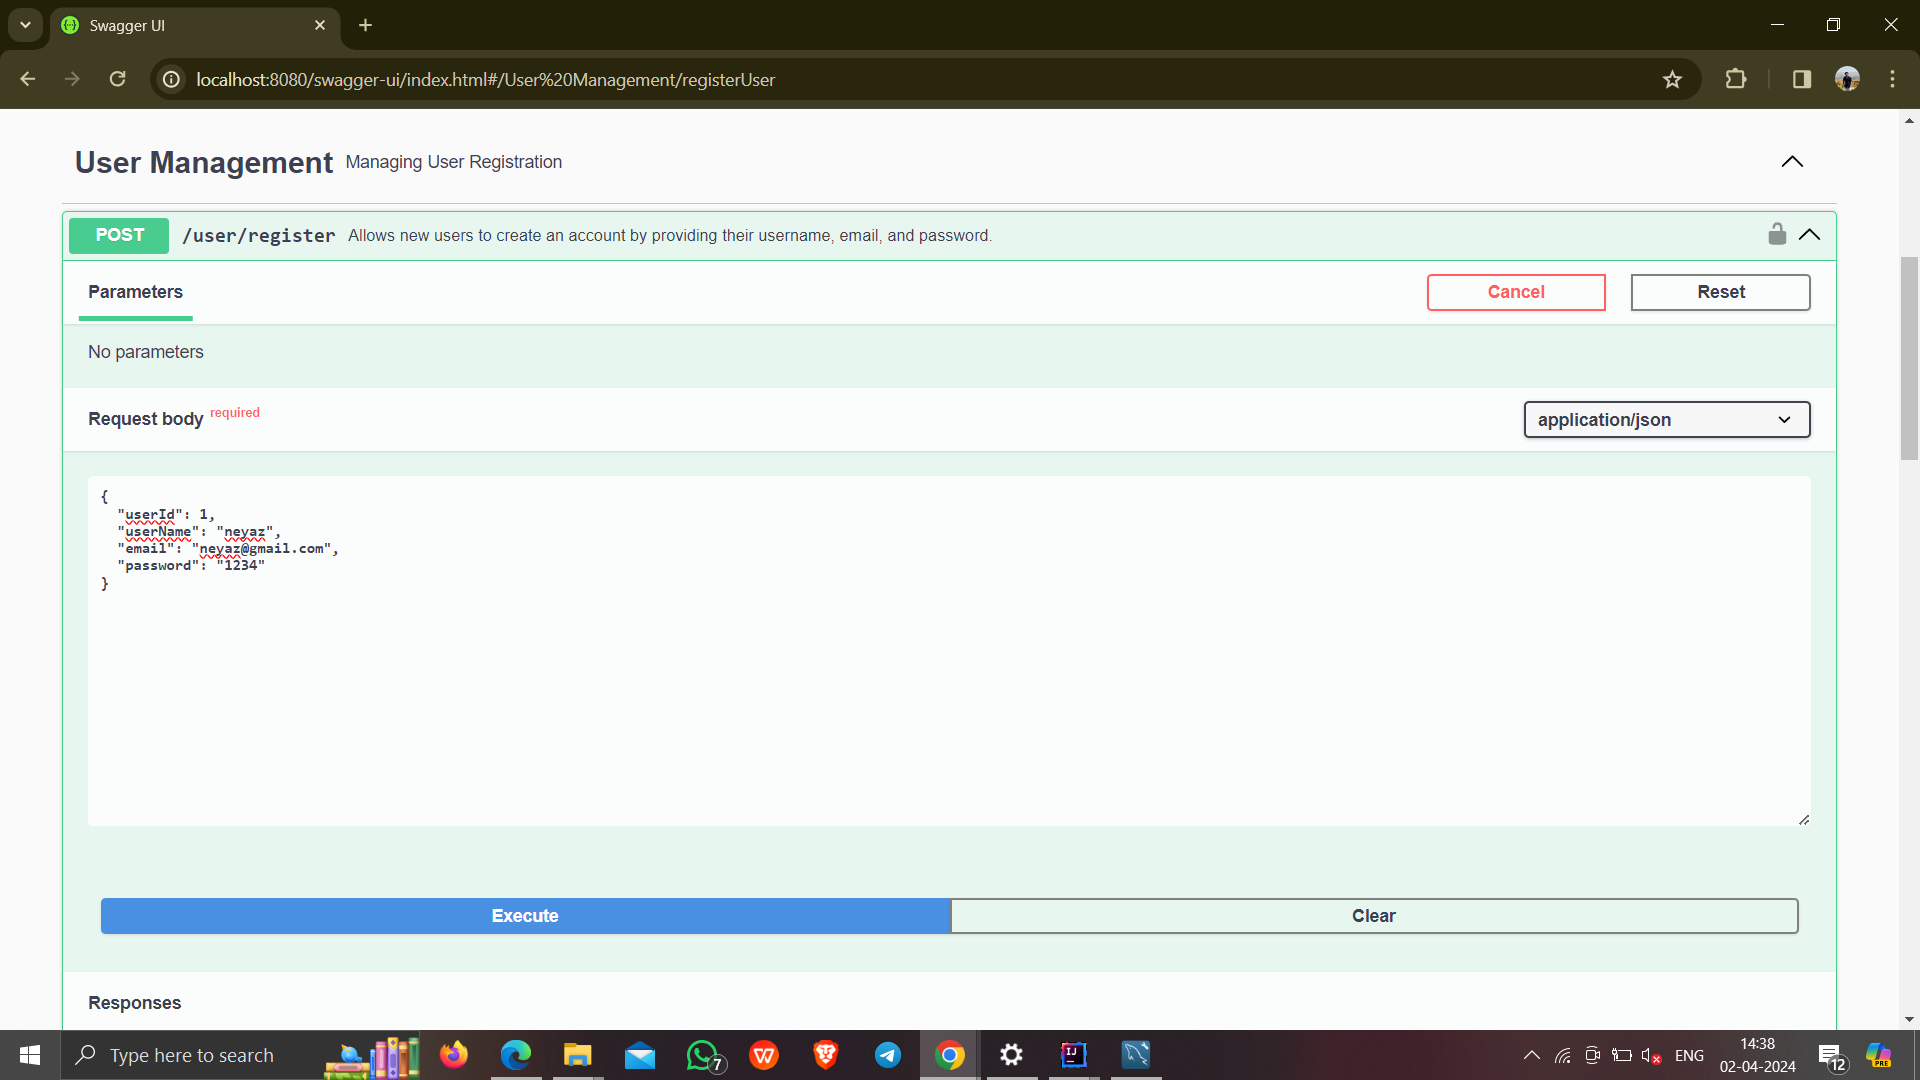 Swagger UI
localhost:8080/swagger-ui/index.html#/User%20Management/registerUser
User Management Managing User Registration
POST /user/register Allows new users to create an account by providing their username, email, and password.
Parameters Cancel Reset
No parameters
Request body required application/json
{
"userId": 1,
"userName": "neyaz",
"email": "neyaz@gmail.com",
"password": "1234"
}
Execute Clear
Responses
Type here to search 7 W IJ ENG 14:38 12 PRE
02-04-2024